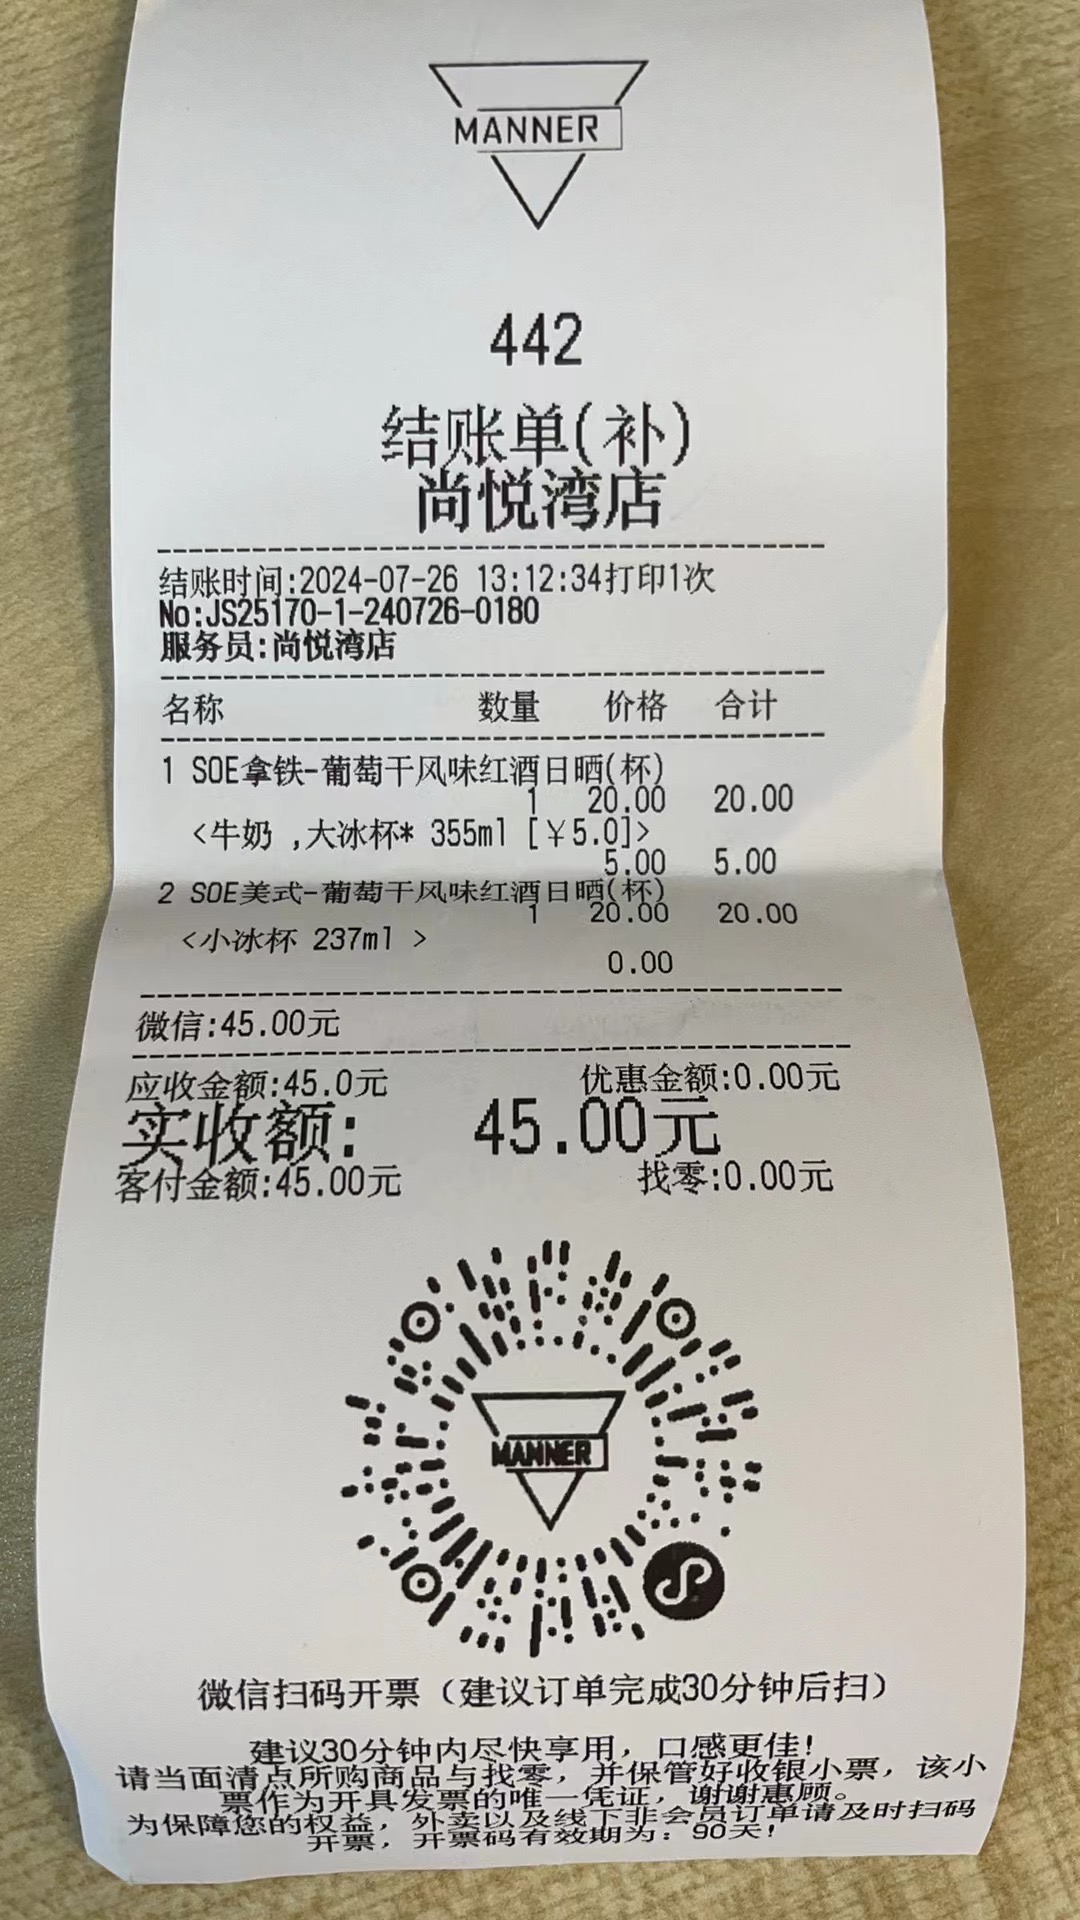 MANNER
442
结账单(补)
尚悦湾店
结账时间:2024-07-26 13:12:34打印1次
No:JS25170-1-240726-0180
服务员:尚悦湾店
名称 数量 价格 合计
1 SOE拿铁-葡萄干风味红酒日晒(杯)
1 20.00 20.00
<牛奶 ,大冰杯* 355ml [￥5.0]>
5.00 5.00
2 SOE美式-葡萄干风味红酒日晒(杯)
1 20.00 20.00
<小冰杯 237ml >
0.00
微信:45.00元
应收金额:45.0元 优惠金额:0.00元
实收额: 45.00元
客付金额:45.00元 找零:0.00元
MANNER
微信扫码开票（建议订单完成30分钟后扫）
建议30分钟内尽快享用，口感更佳!
请当面清点所购商品与找零，并保管好收银小票，该小
票作为开具发票的唯一凭证，谢谢惠顾。
为保障您的权益，外卖以及线下非会员订单请及时扫码
开票，开票码有效期为：90天!